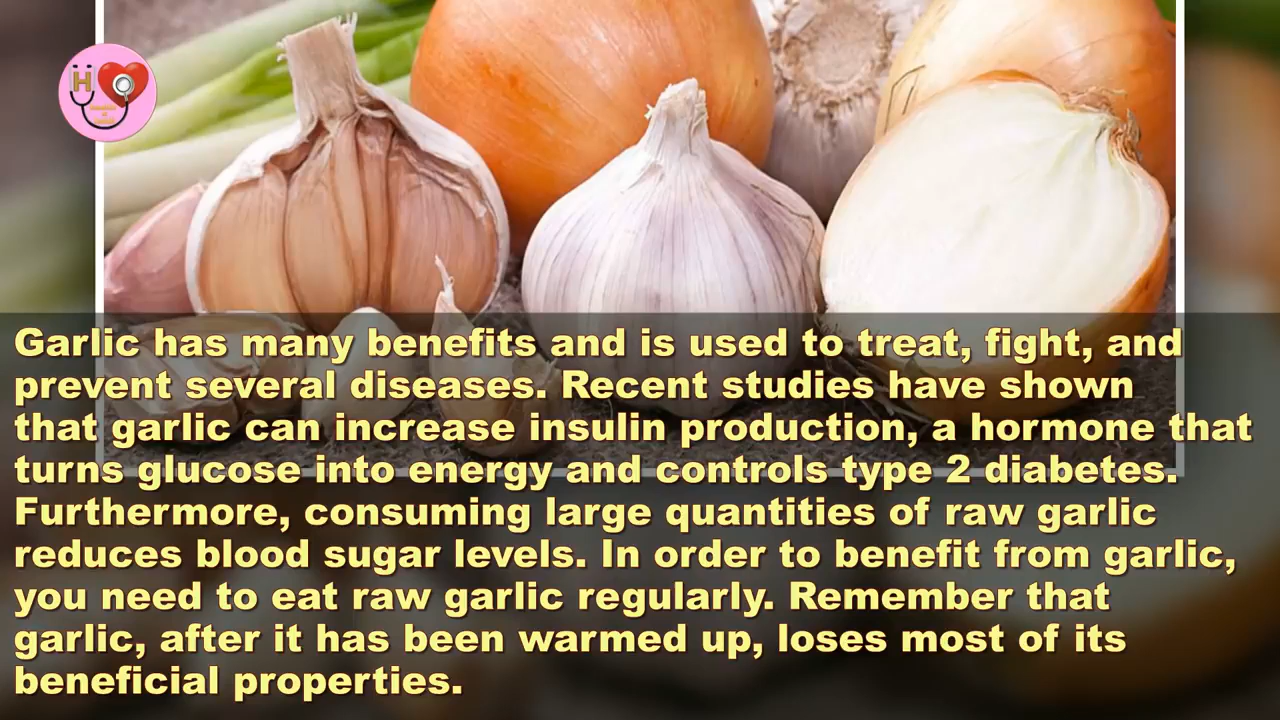 H
Garlic has many benefits and is used to treat, fight, and
prevent several diseases. Recent studies have shown
that garlic can increase insulin production, a hormone that
turns glucose into energy and controls type 2 diabetes.
Furthermore, consuming large quantities of raw garlic
reduces blood sugar levels. In order to benefit from garlic,
you need to eat raw garlic regularly. Remember that
garlic, after it has been warmed up, loses most of its
beneficial properties.